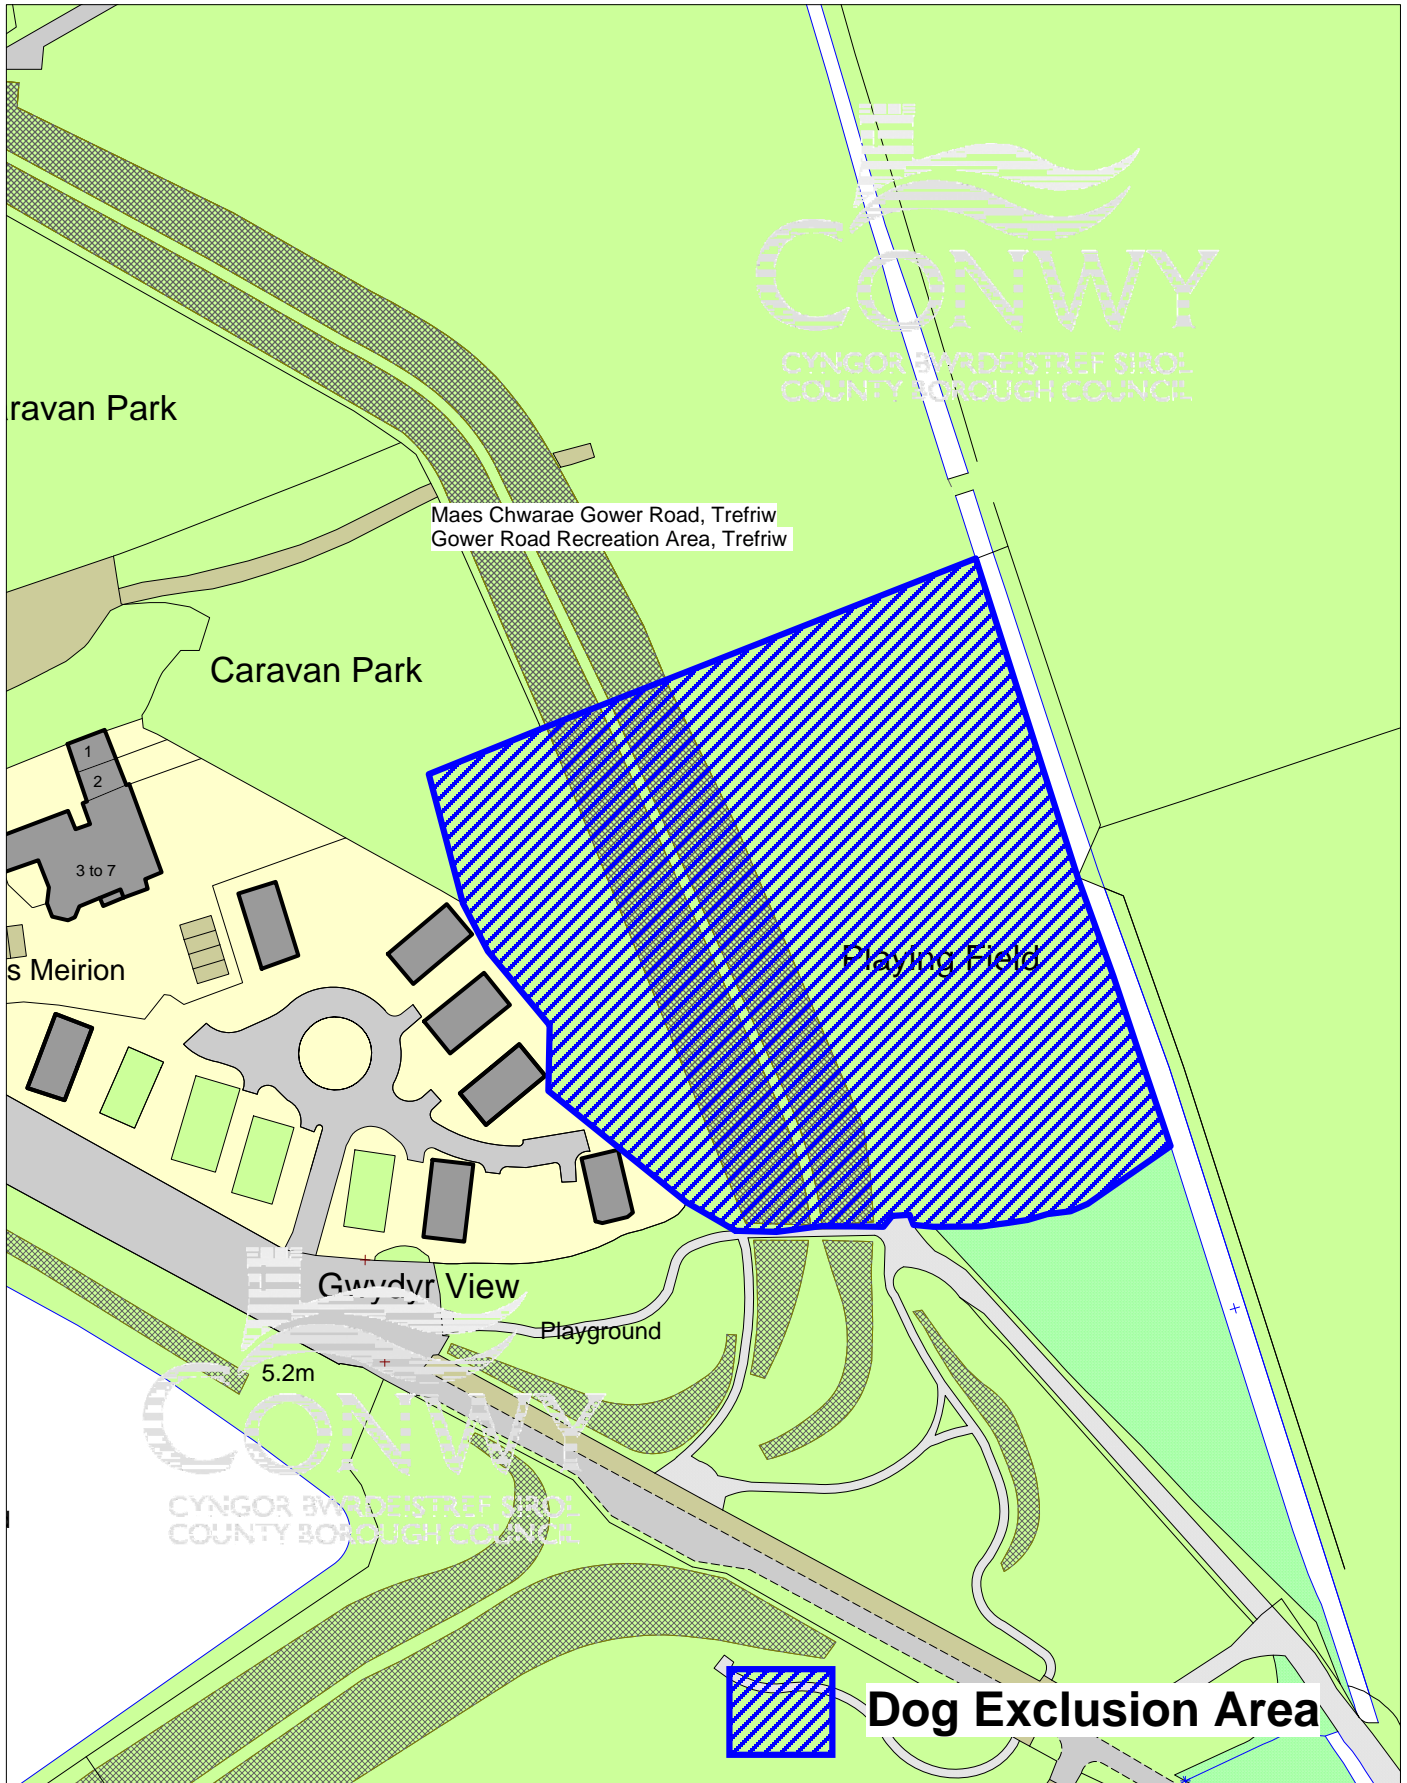 CONWY
CYNGOR BWRDEISTREF SIROL
COUNTY BOROUGH COUNCIL
ravan Park
Maes Chwarae Gower Road, Trefriw
Gower Road Recreation Area, Trefriw
Caravan Park
1
2
3 to 7
Playing Field
s Meirion
Gwydyr View
Playground
5.2m
CONWY
CYNGOR BWRDEISTREF SIROL
COUNTY BOROUGH COUNCIL
Dog Exclusion Area